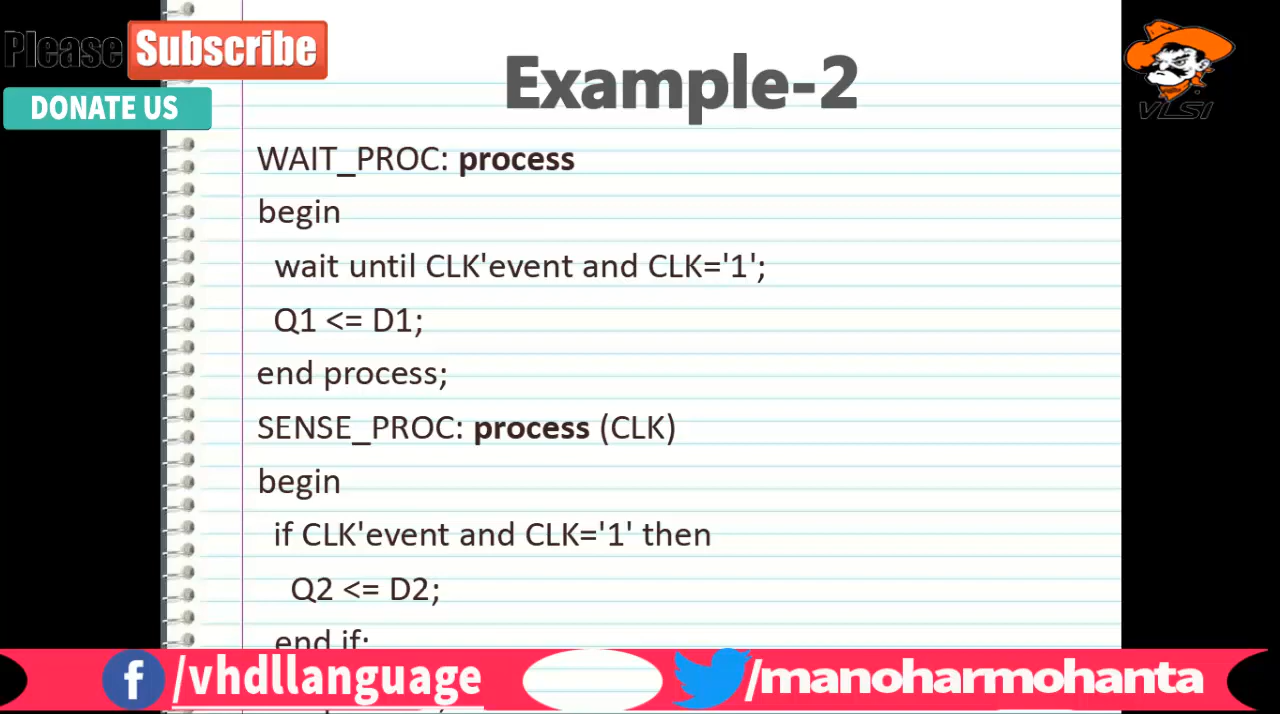 Please Subscribe
DONATE US
Example-2
VLSI
WAIT_PROC: process
begin
wait until CLK'event and CLK='1';
Q1 <= D1;
end process;
SENSE_PROC: process (CLK)
begin
if CLK'event and CLK='1' then
Q2 <= D2;
end if;
/vhdllanguage
/manoharmohanta